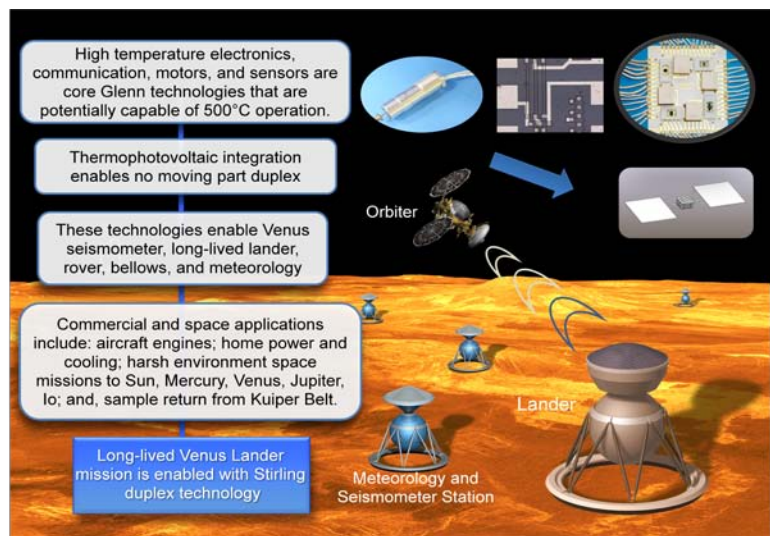 High temperature electronics,
communication, motors, and sensors are
core Glenn technologies that are
potentially capable of 500°C operation.
Thermophotovoltaic integration
enables no moving part duplex
These technologies enable Venus
seismometer, long-lived lander,
rover, bellows, and meteorology
Commercial and space applications
include: aircraft engines; home power and
cooling; harsh environment space
missions to Sun, Mercury, Venus, Jupiter,
Io; and, sample return from Kuiper Belt.
Long-lived Venus Lander
mission is enabled with Stirling
duplex technology
Orbiter
Lander
Meteorology and
Seismometer Station